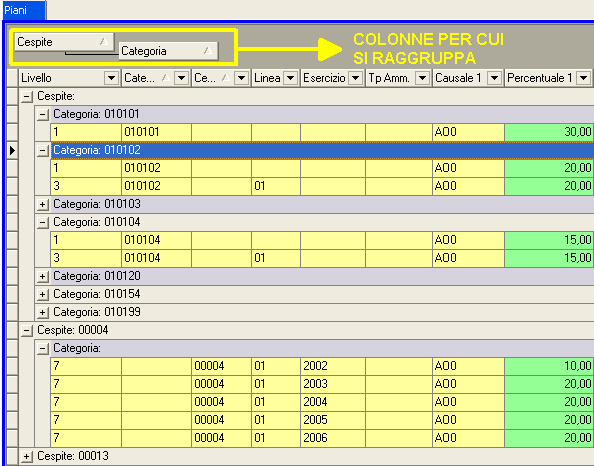 Piani
Cespite
Categoria
COLONNE PER CUI
SI RAGGRUPPA
Livello Cate... Ce... Linea Esercizio Tp Amm. Causale 1 Percentuale 1
Cespite:
Categoria: 010101
1 010101 AO0 30,00
Categoria: 010102
1 010102 AO0 20,00
3 010102 01 AO0 20,00
Categoria: 010103
Categoria: 010104
1 010104 AO0 15,00
3 010104 01 AO0 15,00
Categoria: 010120
Categoria: 010154
Categoria: 010199
Cespite: 00004
Categoria:
7 00004 01 2002 AO0 10,00
7 00004 01 2003 AO0 20,00
7 00004 01 2004 AO0 20,00
7 00004 01 2005 AO0 20,00
7 00004 01 2006 AO0 20,00
Cespite: 00013